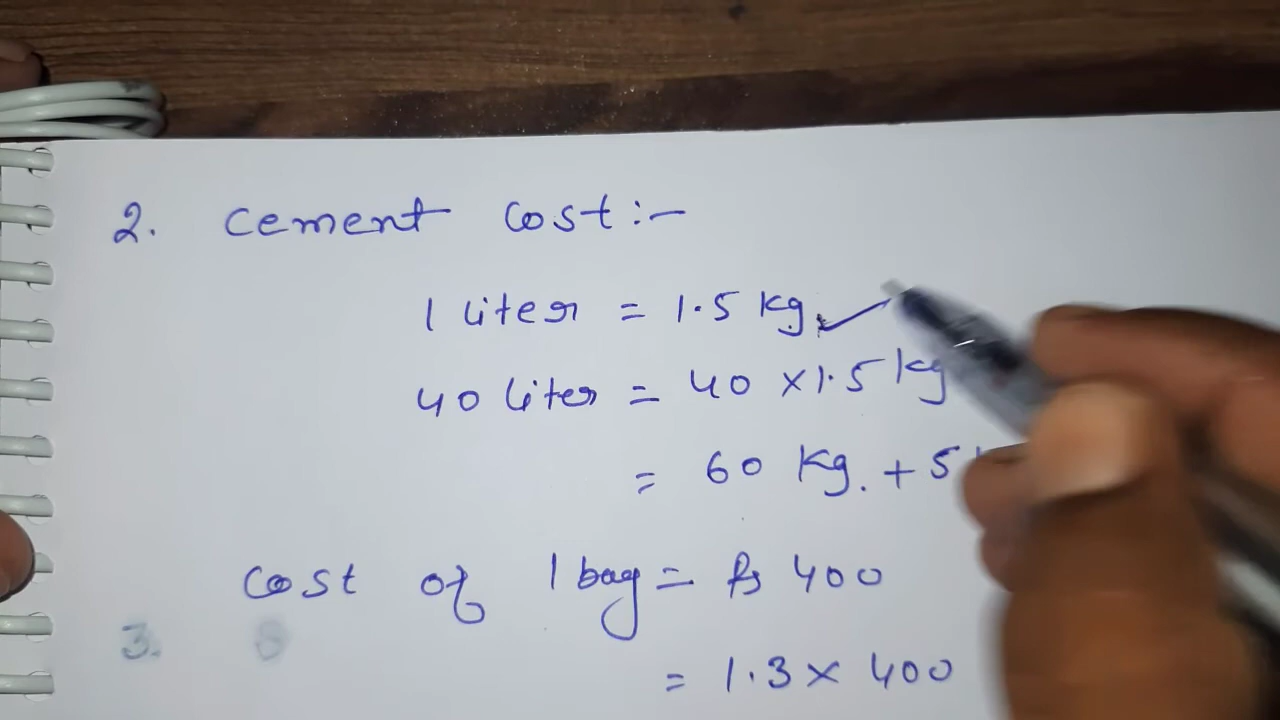 2. Cement Cost:-
1 Liter = 1.5 kg
40 Liter = 40 x 1.5 kg
= 60 Kg. + 5
Cost of 1 bag = Rs 400
3.
= 1.3 x 400